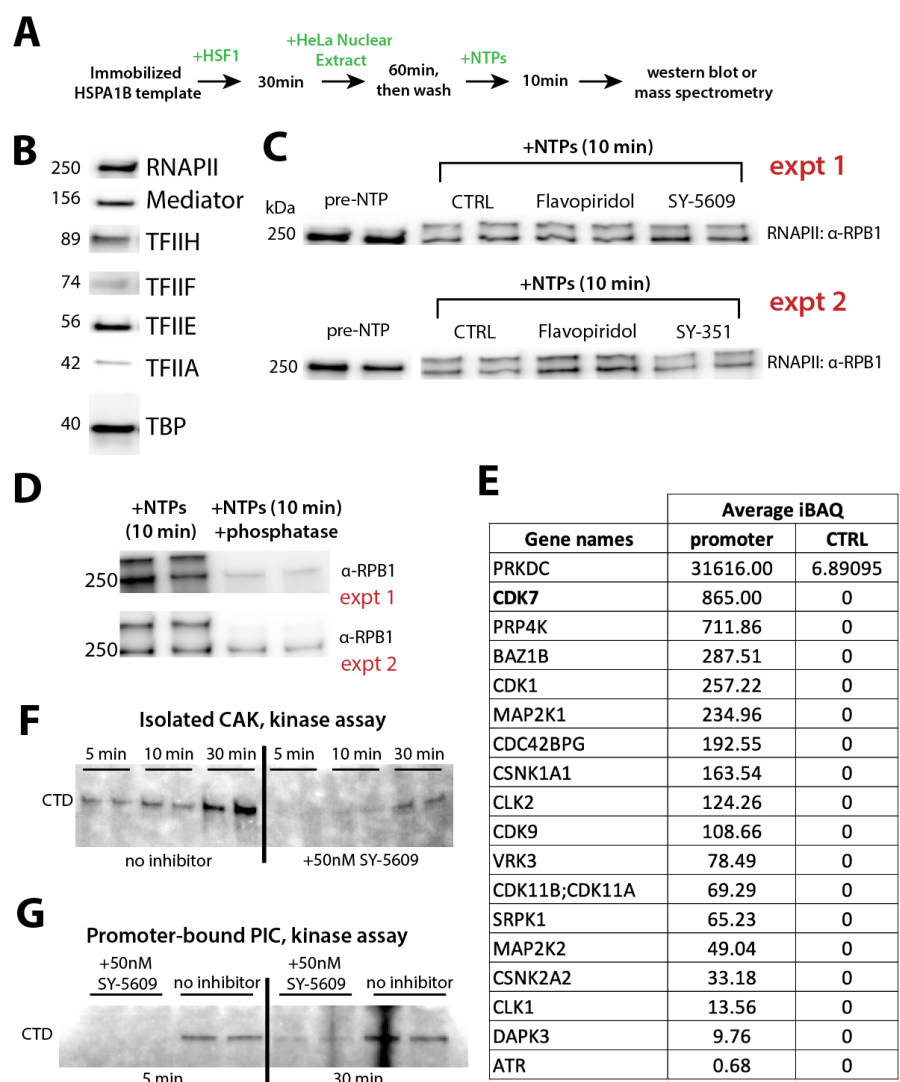 A
+HSF1
+HeLa Nuclear
Extract
+NTPs
Immobilized
HSPA1B template
30min
60min,
then wash
10min
western blot or
mass spectrometry
B
250 RNAPII
156 Mediator
89 TFIIH
74 TFIIF
56 TFIIE
42 TFIIA
40 TBP
C
+NTPs (10 min)
expt 1
kDa
pre-NTP
CTRL Flavopiridol SY-5609
250
RNAPII: α-RPB1
+NTPs (10 min)
expt 2
pre-NTP
CTRL Flavopiridol SY-351
250
RNAPII: α-RPB1
D
+NTPs
(10 min)
+NTPs (10 min)
+phosphatase
250
α-RPB1
expt 1
250
α-RPB1
expt 2
E
Average iBAQ
Gene names promoter CTRL
PRKDC 31616.00 6.89095
CDK7 865.00 0
PRP4K 711.86 0
BAZ1B 287.51 0
CDK1 257.22 0
MAP2K1 234.96 0
CDC42BPG 192.55 0
CSNK1A1 163.54 0
CLK2 124.26 0
CDK9 108.66 0
VRK3 78.49 0
CDK11B;CDK11A 69.29 0
SRPK1 65.23 0
MAP2K2 49.04 0
CSNK2A2 33.18 0
CLK1 13.56 0
DAPK3 9.76 0
ATR 0.68 0
F
Isolated CAK, kinase assay
5 min 10 min 30 min 5 min 10 min 30 min
CTD
no inhibitor +50nM SY-5609
G
Promoter-bound PIC, kinase assay
+50nM
SY-5609
no inhibitor
+50nM
SY-5609
no inhibitor
CTD
5 min 30 min